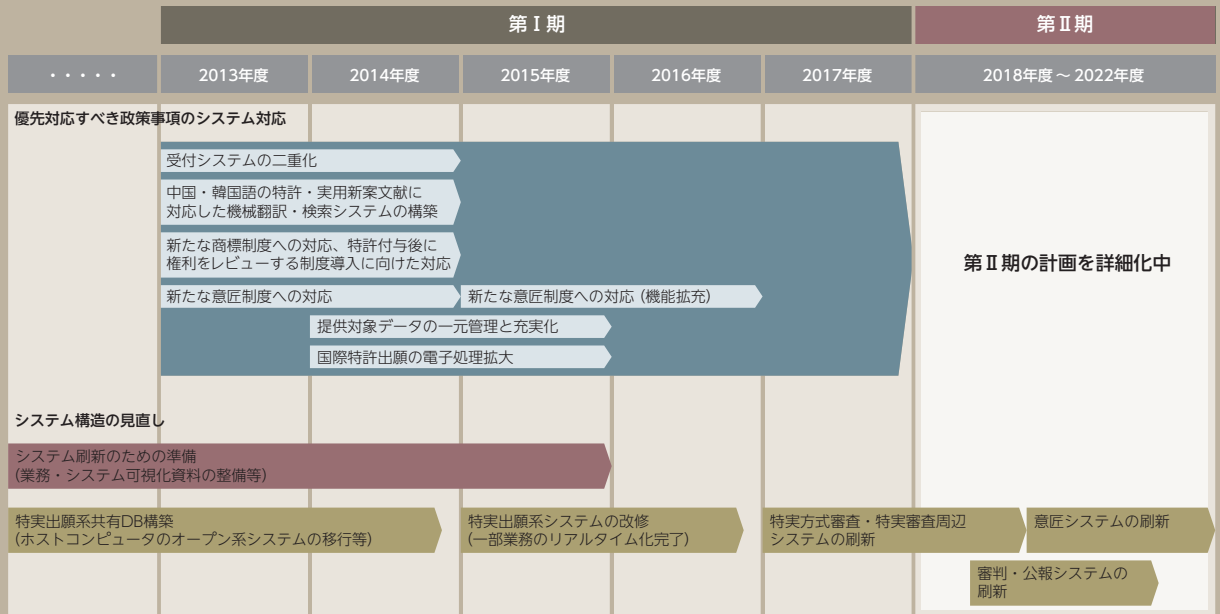 第Ⅰ期
第Ⅱ期
・・・・・
2013年度
2014年度
2015年度
2016年度
2017年度
2018年度～2022年度
優先対応すべき政策事項のシステム対応
受付システムの二重化
中国・韓国語の特許・実用新案文献に
対応した機械翻訳・検索システムの構築
新たな商標制度への対応、特許付与後に
権利をレビューする制度導入に向けた対応
新たな意匠制度への対応
新たな意匠制度への対応（機能拡充）
提供対象データの一元管理と充実化
国際特許出願の電子処理拡大
第Ⅱ期の計画を詳細化中
システム構造の見直し
システム刷新のための準備
（業務・システム可視化資料の整備等）
特実出願系共有DB構築
（ホストコンピュータのオープン系システムの移行等）
特実出願系システムの改修
（一部業務のリアルタイム化完了）
特実方式審査・特実審査周辺
システムの刷新
意匠システムの刷新
審判・公報システムの
刷新